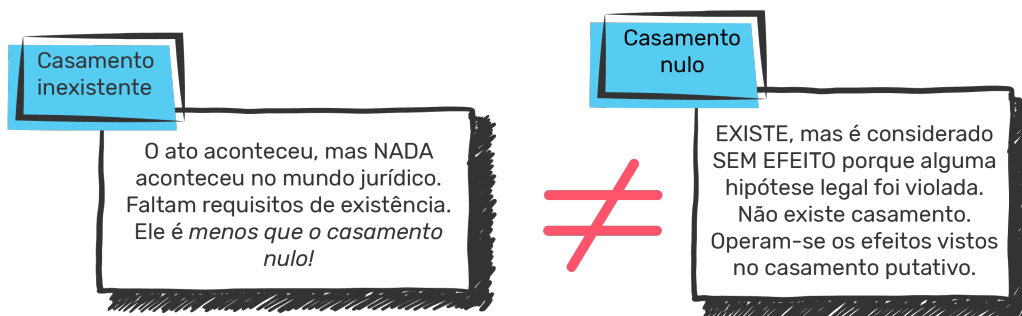 Casamento
inexistente
O ato aconteceu, mas NADA
aconteceu no mundo jurídico.
Faltam requisitos de existência.
Ele é menos que o casamento
nulo!
Casamento
nulo
EXISTE, mas é considerado
SEM EFEITO porque alguma
hipótese legal foi violada.
Não existe casamento.
Operam-se os efeitos vistos
no casamento putativo.